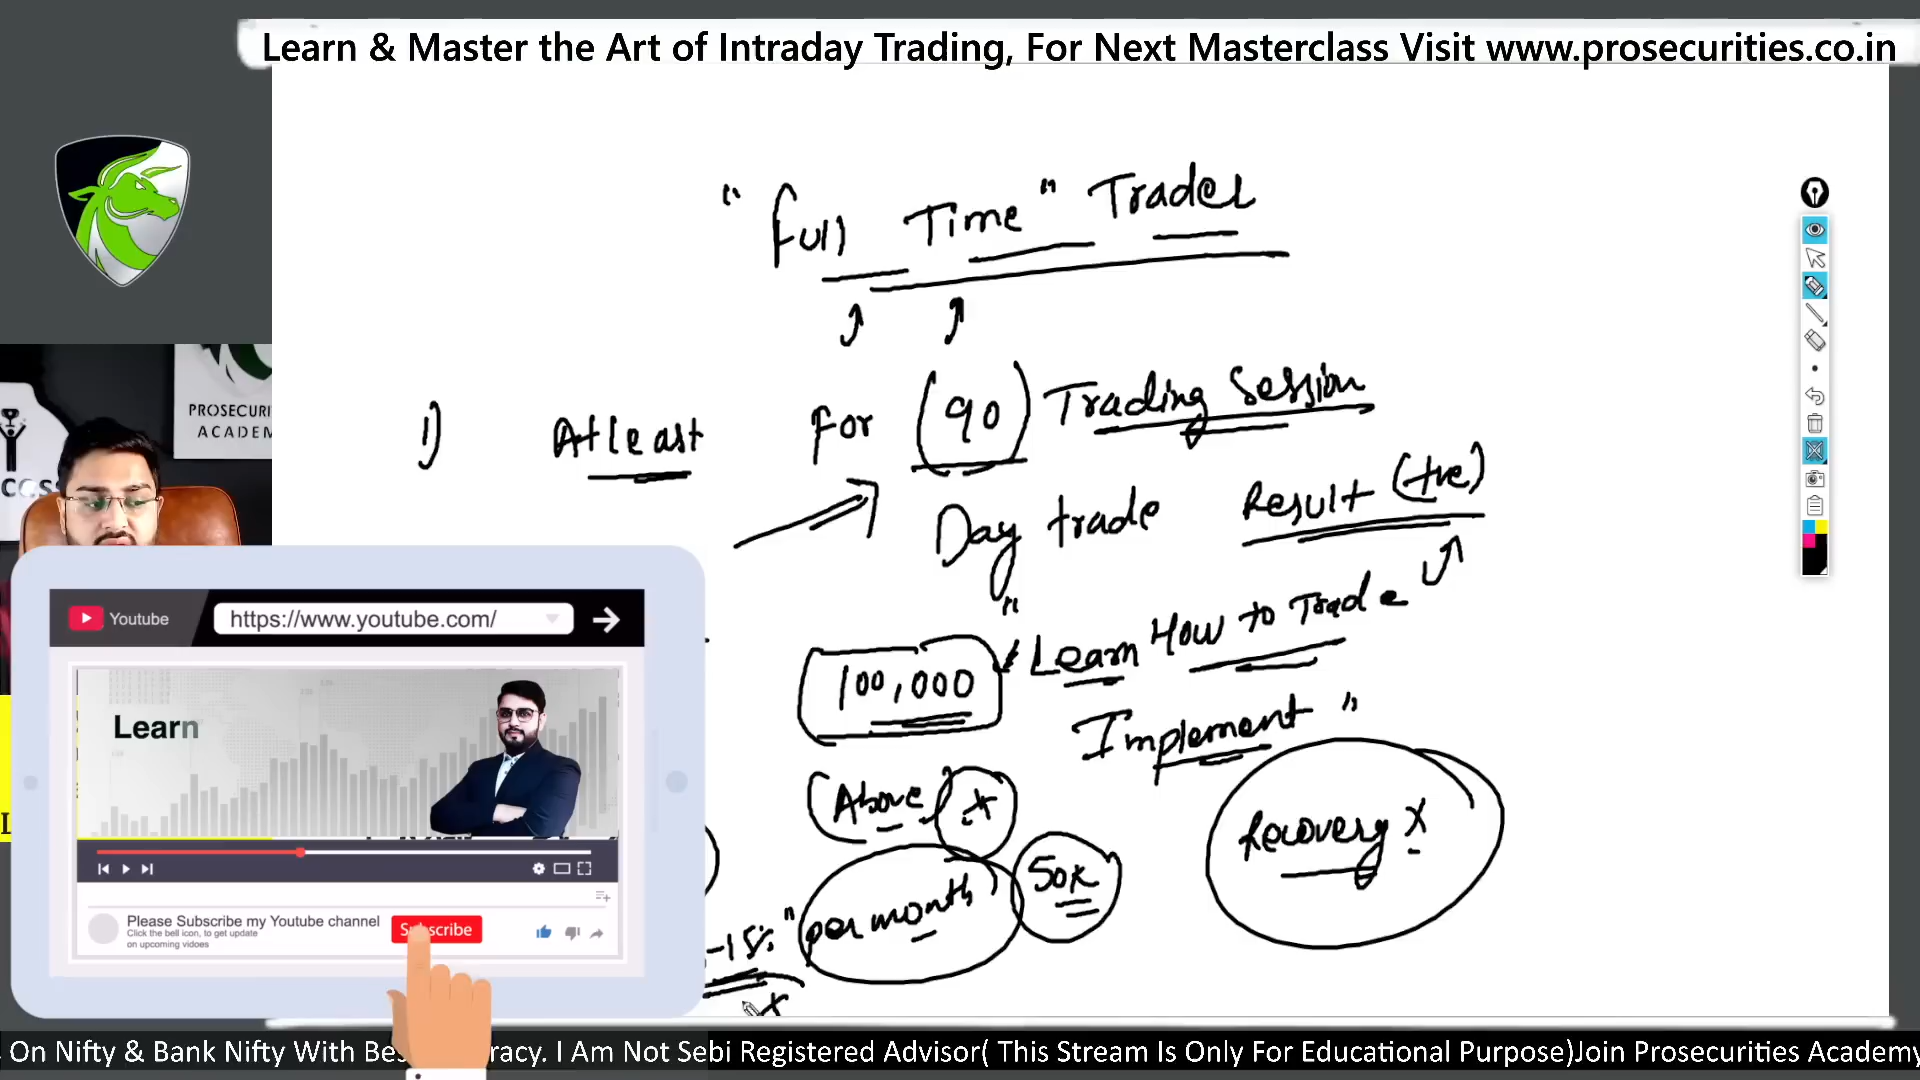 Learn & Master the Art of Intraday Trading, For Next Masterclass Visit www.prosecurities.co.in
"Full Time" Trader
1) Atleast For (90) Trading Session
Day trade Result (+ve)
"Learn How to Trade
100,000
Implement"
(Above)
Recovery X
50K
"per month
-15%
PROSECURI
ACADEM
Youtube
https://www.youtube.com/
Learn
Please Subscribe my Youtube channel
Click the bell icon, to get update
on upcoming vidoes
Subscribe
On Nifty & Bank Nifty With Bes racy. I Am Not Sebi Registered Advisor( This Stream Is Only For Educational Purpose)Join Prosecurities Academy